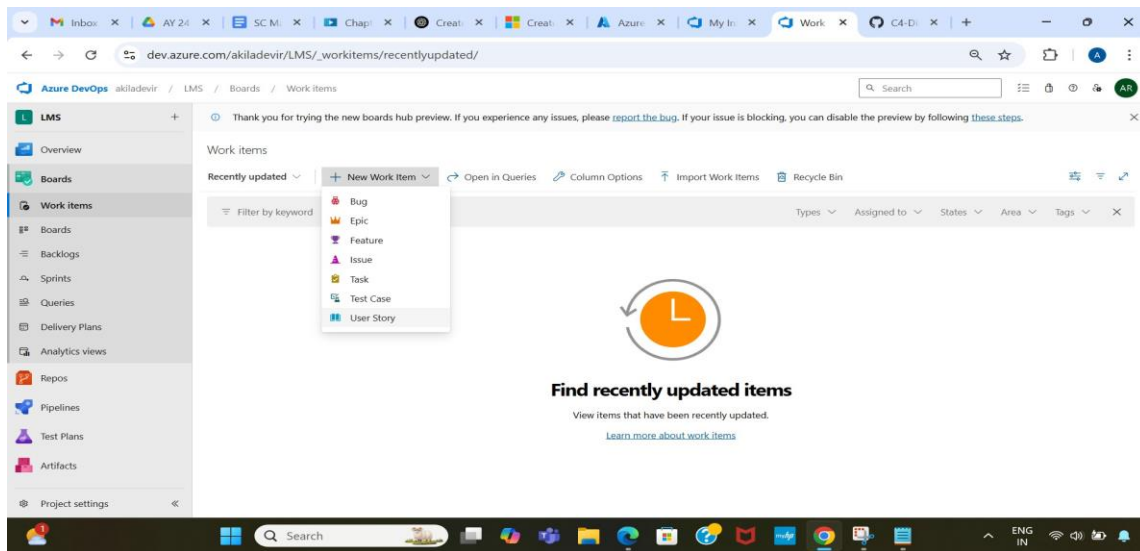 Inbox AY 24 SC M Chap Creat Creat Azure My In Work C4-D
dev.azure.com/akiladevir/LMS/_workitems/recentlyupdated/ A
Azure DevOps akiladevir / LMS / Boards / Work items Search AR
L LMS +
Thank you for trying the new boards hub preview. If you experience any issues, please report the bug. If your issue is blocking, you can disable the preview by following these steps.
Overview
Boards
Work items
Boards
Backlogs
Sprints
Queries
Delivery Plans
Analytics views
Repos
Pipelines
Test Plans
Artifacts
Project settings
Work items
Recently updated New Work Item Open in Queries Column Options Import Work Items Recycle Bin
Filter by keyword Types Assigned to States Area Tags
Bug
Epic
Feature
Issue
Task
Test Case
User Story
Find recently updated items
View items that have been recently updated.
Learn more about work items
1 Search ENG
IN